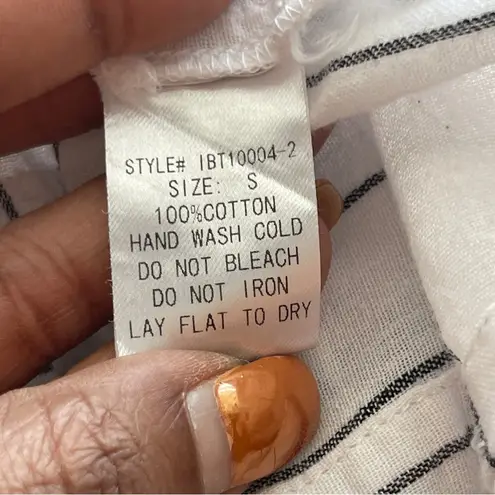 STYLE# IBT10004-2
SIZE: S
100%COTTON
HAND WASH COLD
DO NOT BLEACH
DO NOT IRON
LAY FLAT TO DRY